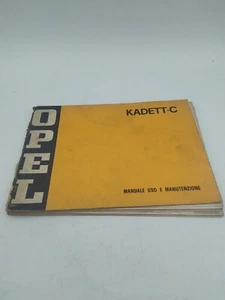 OPEL
KADETT-C
MANUALE USO E MANUTENZIONE